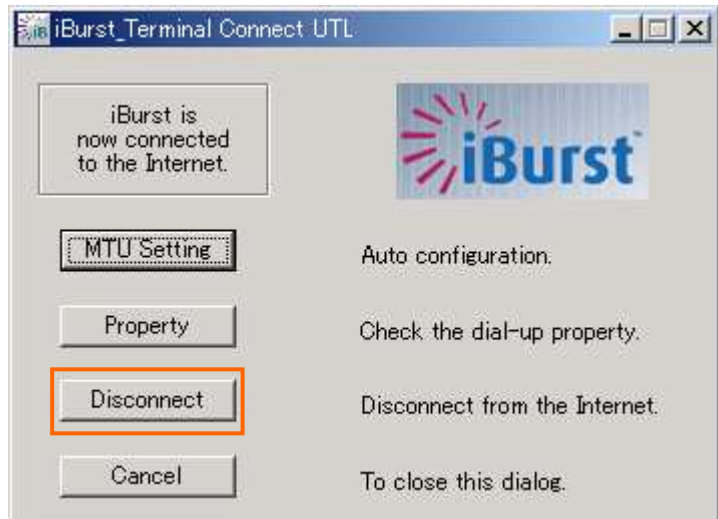 iBurst_Terminal Connect UTL
iBurst is
now connected
to the Internet.
iBurst
MTU Setting
Auto configuration.
Property
Check the dial-up property.
Disconnect
Disconnect from the Internet.
Cancel
To close this dialog.